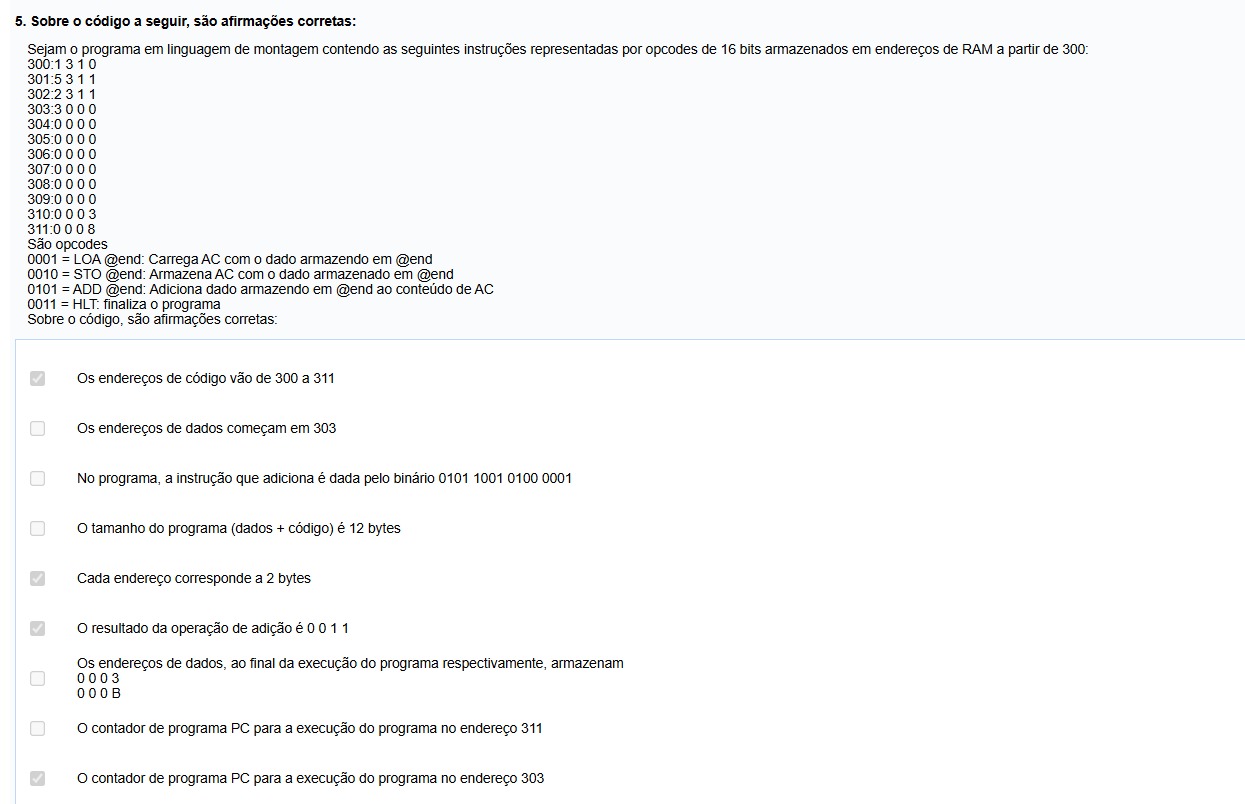 5. Sobre o código a seguir, são afirmações corretas:
Sejam o programa em linguagem de montagem contendo as seguintes instruções representadas por opcodes de 16 bits armazenados em endereços de RAM a partir de 300:
300:1 3 1 0
301:5 3 1 1
302:2 3 1 1
303:3 0 0 0
304:0 0 0 0
305:0 0 0 0
306:0 0 0 0
307:0 0 0 0
308:0 0 0 0
309:0 0 0 0
310:0 0 0 3
311:0 0 0 8
São opcodes
0001 = LOA @end: Carrega AC com o dado armazendo em @end
0010 = STO @end: Armazena AC com o dado armazenado em @end
0101 = ADD @end: Adiciona dado armazendo em @end ao conteúdo de AC
0011 = HLT: finaliza o programa
Sobre o código, são afirmações corretas:
Os endereços de código vão de 300 a 311
Os endereços de dados começam em 303
No programa, a instrução que adiciona é dada pelo binário 0101 1001 0100 0001
O tamanho do programa (dados + código) é 12 bytes
Cada endereço corresponde a 2 bytes
O resultado da operação de adição é 0 0 1 1
Os endereços de dados, ao final da execução do programa respectivamente, armazenam
0 0 0 3
0 0 0 B
O contador de programa PC para a execução do programa no endereço 311
O contador de programa PC para a execução do programa no endereço 303